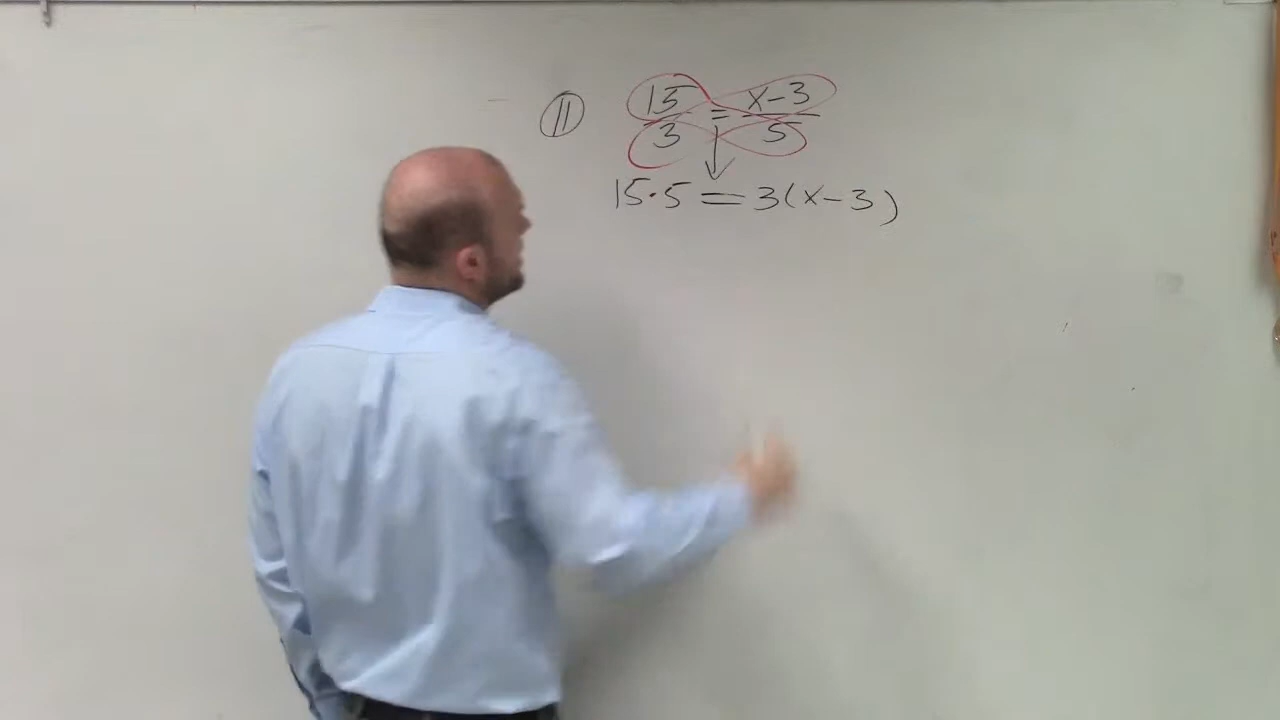 ⑪ 15/3 = x-3/5
15·5 = 3(x-3)